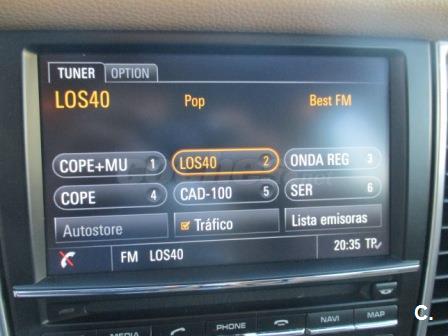 TUNER OPTION
LOS40 Pop Best FM
COPE+MU 1 LOS40 2 ONDA REG 3
COPE 4 CAD-100 5 SER 6
Autostore Tráfico Lista emisoras
FM LOS40 20:35 TP
MEDIA PHONE NAVI MAP
C.